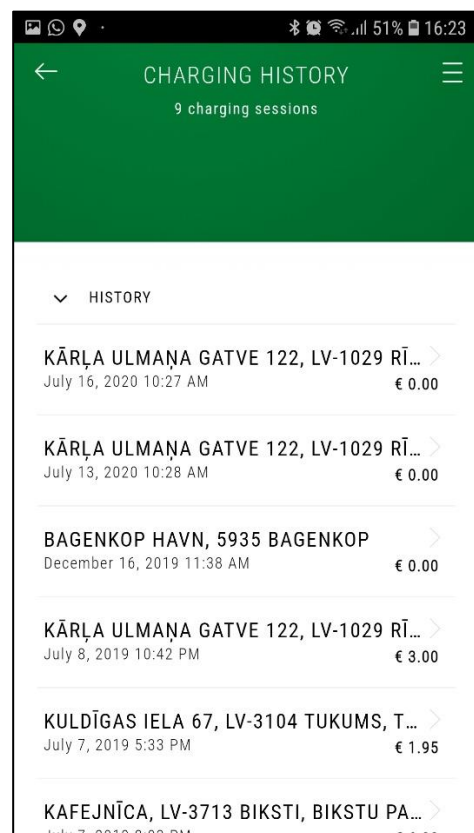 51% 16:23
CHARGING HISTORY
9 charging sessions
HISTORY
KĀRĻA ULMAŅA GATVE 122, LV-1029 RĪ...
July 16, 2020 10:27 AM
€ 0.00
KĀRĻA ULMAŅA GATVE 122, LV-1029 RĪ...
July 13, 2020 10:28 AM
€ 0.00
BAGENKOP HAVN, 5935 BAGENKOP
December 16, 2019 11:38 AM
€ 0.00
KĀRĻA ULMAŅA GATVE 122, LV-1029 RĪ...
July 8, 2019 10:42 PM
€ 3.00
KULDĪGAS IELA 67, LV-3104 TUKUMS, T...
July 7, 2019 5:33 PM
€ 1.95
KAFEJNĪCA, LV-3713 BIKSTI, BIKSTU PA...
July 7, 2019